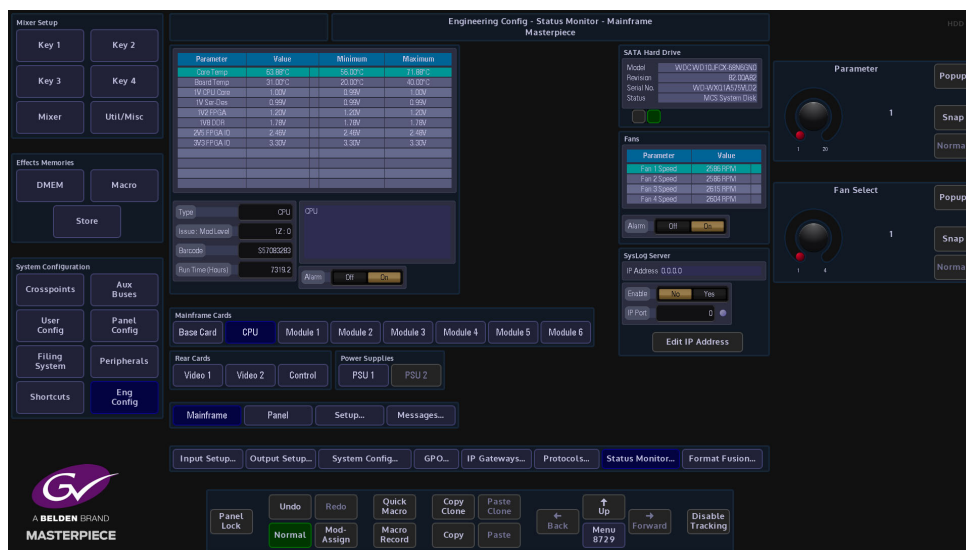 Mixer Setup
Key 1
Key 2
Key 3
Key 4
Mixer
Util/Misc
Effects Memories
DMEM
Macro
Store
System Configuration
Crosspoints
Aux
Buses
User
Config
Panel
Config
Filing
System
Peripherals
Shortcuts
Eng
Config
GV
A BELDEN BRAND
MASTERPIECE
Engineering Config - Status Monitor - Mainframe
Masterpiece
Parameter Value Minimum Maximum
Core Temp 63.88°C 56.00°C 71.88°C
Board Temp 31.00°C 20.00°C 40.00°C
1V CPU Core 1.00V 0.99V 1.00V
1V Ser-Des 0.99V 0.99V 0.99V
1V2 FPGA 1.20V 1.20V 1.20V
1V8 DDR 1.78V 1.78V 1.78V
2V5 FPGA IO 2.46V 2.46V 2.48V
3V3 FPGA IO 3.30V 3.30V 3.30V
Type CPU
CPU
Issue : Mod Level 1Z : 0
Barcode S57083283
Run Time (Hours) 7319.2
Alarm Off On
Mainframe Cards
Base Card
CPU
Module 1
Module 2
Module 3
Module 4
Module 5
Module 6
Rear Cards
Video 1
Video 2
Control
Power Supplies
PSU 1
PSU 2
Mainframe
Panel
Setup...
Messages...
Input Setup...
Output Setup...
System Config...
GPO...
IP Gateways...
Protocols...
Status Monitor...
Format Fusion...
SATA Hard Drive
Model WDC WD10JFCX-68N6GN0
Revision 82.00A82
Serial No. WD-WXQ1A575VLD2
Status MCS System Disk
Fans
Parameter Value
Fan 1 Speed 2586 RPM
Fan 2 Speed 2586 RPM
Fan 3 Speed 2615 RPM
Fan 4 Speed 2604 RPM
Alarm Off On
SysLog Server
IP Address 0.0.0.0
Enable No Yes
IP Port 0
Edit IP Address
HDD
Parameter
1
1 20
Popup
Snap
Norma
Fan Select
1
1 4
Popup
Snap
Norma
Panel
Lock
Undo
Redo
Normal
Mod-
Assign
Quick
Macro
Macro
Record
Copy
Clone
Paste
Clone
Copy
Paste
← Back
↑ Up
Menu
8729
→ Forward
Disable
Tracking